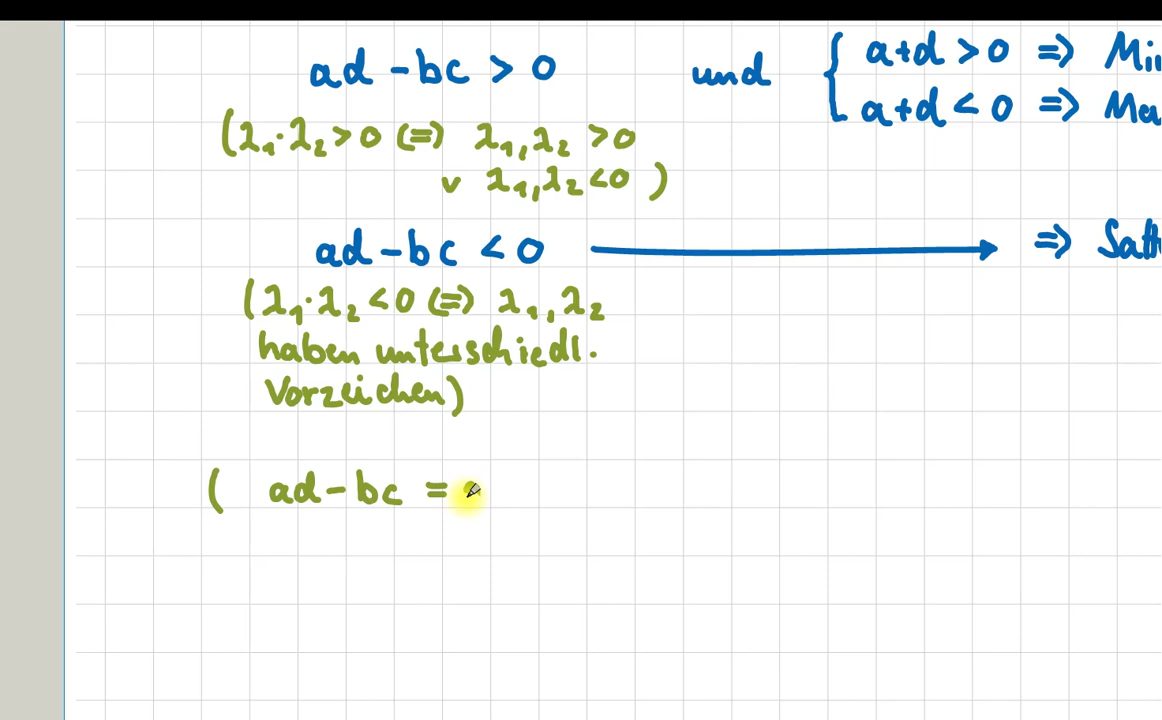 ad - bc > 0 und { a+d > 0 => Mi
a+d < 0 => Ma
(λ₁·λ₂ > 0 (=) λ₁,λ₂ > 0
v λ₁,λ₂ < 0 )
ad - bc < 0 => Satt
(λ₁·λ₂ < 0 (=) λ₁,λ₂
haben unterschiedl.
Vorzeichen)
( ad - bc =